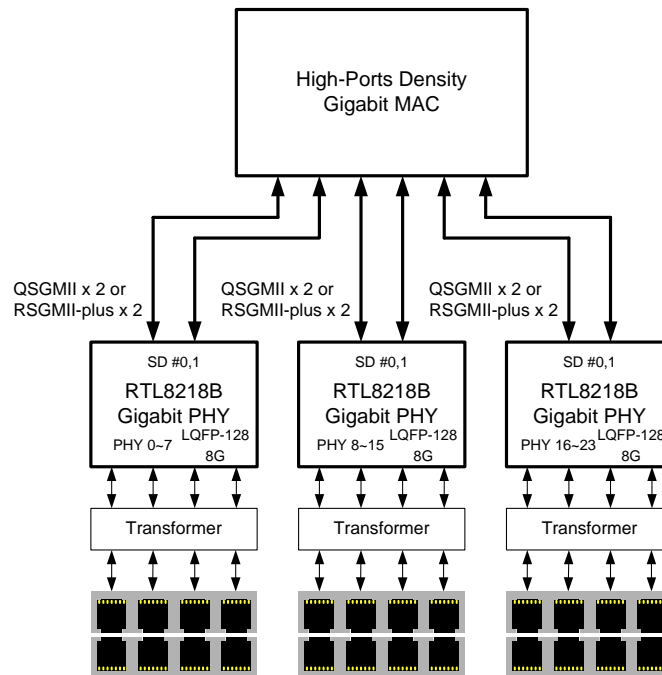 High-Ports Density
Gigabit MAC
QSGMII x 2 or
RSGMII-plus x 2
QSGMII x 2 or
RSGMII-plus x 2
QSGMII x 2 or
RSGMII-plus x 2
SD #0,1
RTL8218B
Gigabit PHY
PHY 0~7
LQFP-128
8G
SD #0,1
RTL8218B
Gigabit PHY
PHY 8~15
LQFP-128
8G
SD #0,1
RTL8218B
Gigabit PHY
PHY 16~23
LQFP-128
8G
Transformer
Transformer
Transformer